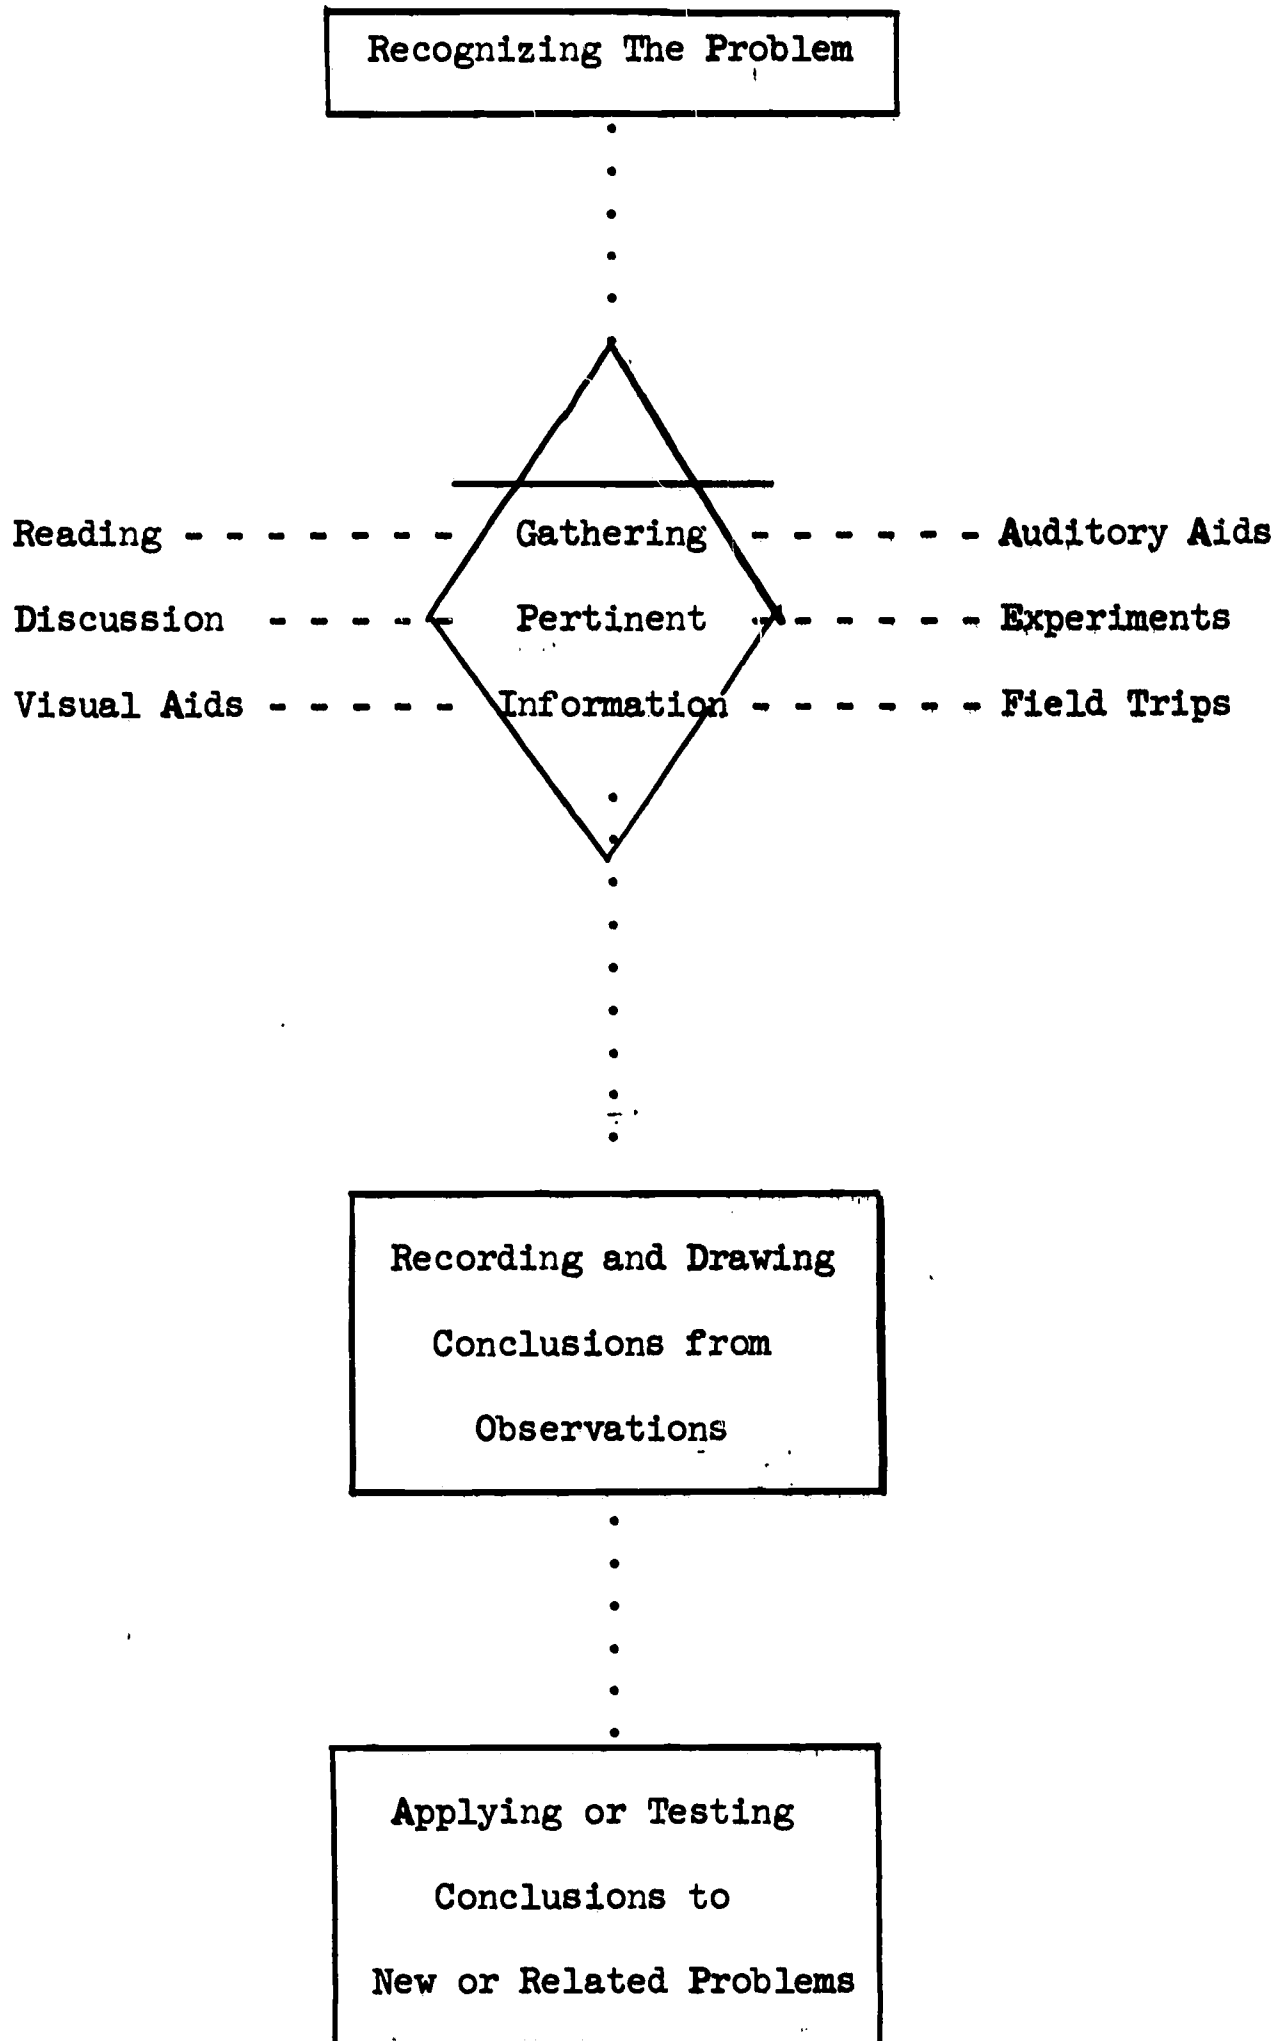 Recognizing The Problem
Reading - - - - - - - Gathering - - - - - - Auditory Aids
Discussion - - - - - Pertinent - - - - - - Experiments
Visual Aids - - - - - Information - - - - - - Field Trips
Recording and Drawing
Conclusions from
Observations
Applying or Testing
Conclusions to
New or Related Problems